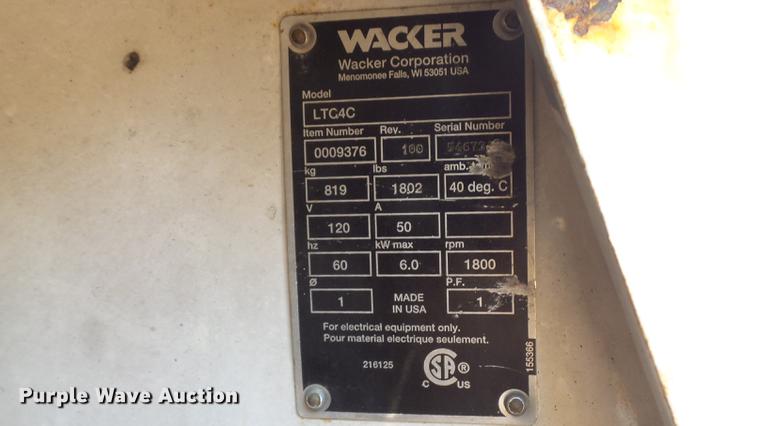 WACKER
Wacker Corporation
Menomonee Falls, WI 53051 USA
Model
LTC4C
Item Number Rev. Serial Number
0009376 100
kg lbs amb.
819 1802 40 deg. C
V A
120 50
hz kW max rpm
60 6.0 1800
Ø P.F.
1 MADE IN USA 1
For electrical equipment only.
Pour material electrique seulement.
216125 C SA ® US
155366
Purple Wave Auction